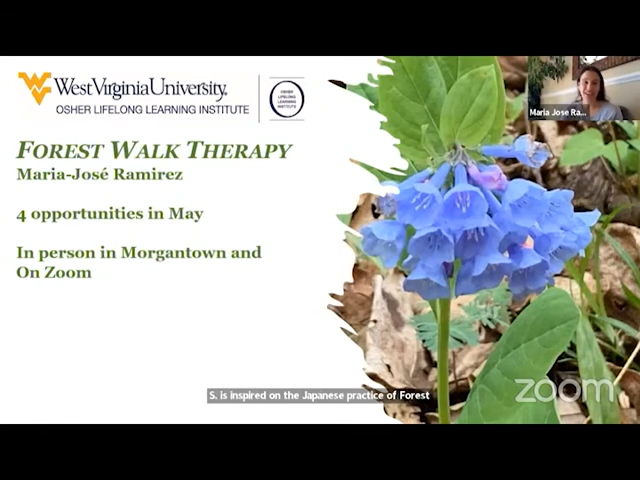 West Virginia University
OSHER LIFELONG LEARNING INSTITUTE
OSHER
LIFELONG
LEARNING
INSTITUTE
FOREST WALK THERAPY
Maria-José Ramirez
4 opportunities in May
In person in Morgantown and
On Zoom
Maria Jose Ra...
S. is inspired on the Japanese practice of Forest
zoom